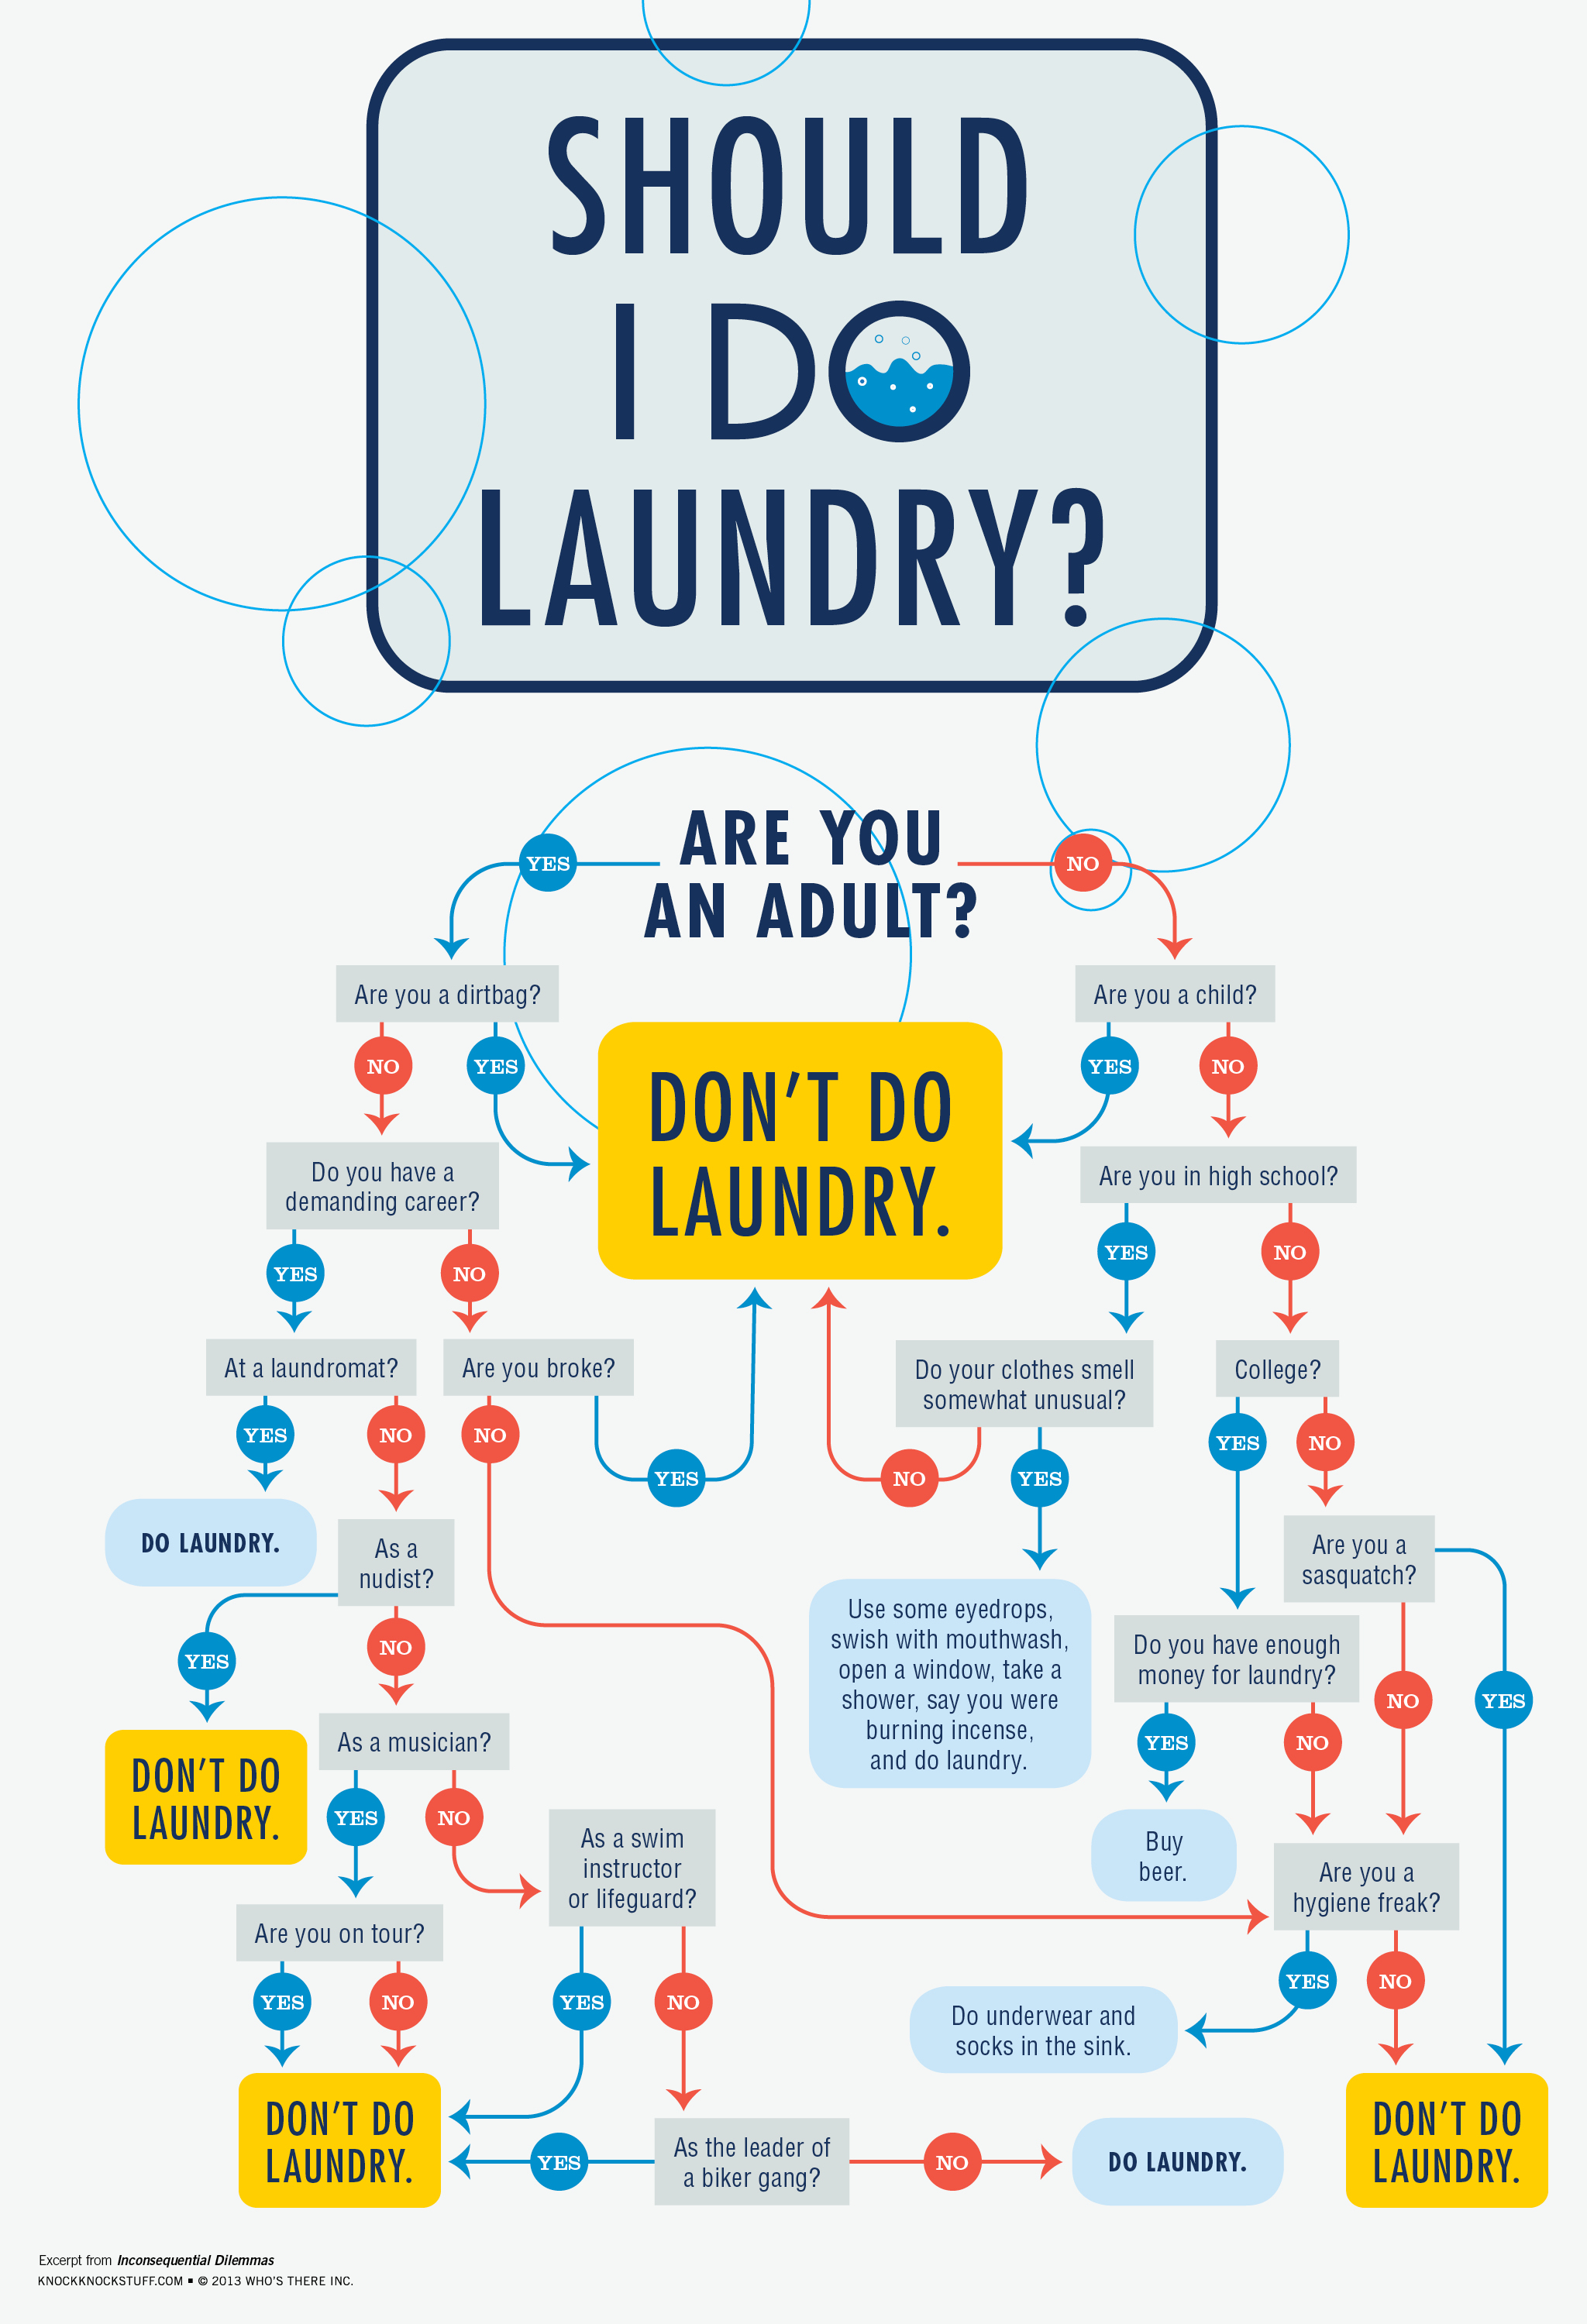 SHOULD
I DO
LAUNDRY?
ARE YOU
AN ADULT?
YES
NO
Are you a dirtbag?
Are you a child?
NO
YES
YES
NO
DON'T DO
LAUNDRY.
Do you have a
demanding career?
Are you in high school?
YES
NO
YES
NO
At a laundromat?
Are you broke?
Do your clothes smell
somewhat unusual?
College?
YES
NO
NO
YES
NO
YES
YES
NO
DO LAUNDRY.
As a
nudist?
Are you a
sasquatch?
YES
NO
Use some eyedrops,
swish with mouthwash,
open a window, take a
shower, say you were
burning incense,
and do laundry.
Do you have enough
money for laundry?
NO
YES
YES
NO
DON'T DO
LAUNDRY.
As a musician?
YES
NO
As a swim
instructor
or lifeguard?
Buy
beer.
Are you a
hygiene freak?
Are you on tour?
YES
NO
YES
NO
YES
NO
Do underwear and
socks in the sink.
DON'T DO
LAUNDRY.
YES
As the leader of
a biker gang?
NO
DO LAUNDRY.
DON'T DO
LAUNDRY.
Excerpt from Inconsequential Dilemmas
KNOCKKNOCKSTUFF.COM ▪ © 2013 WHO'S THERE INC.